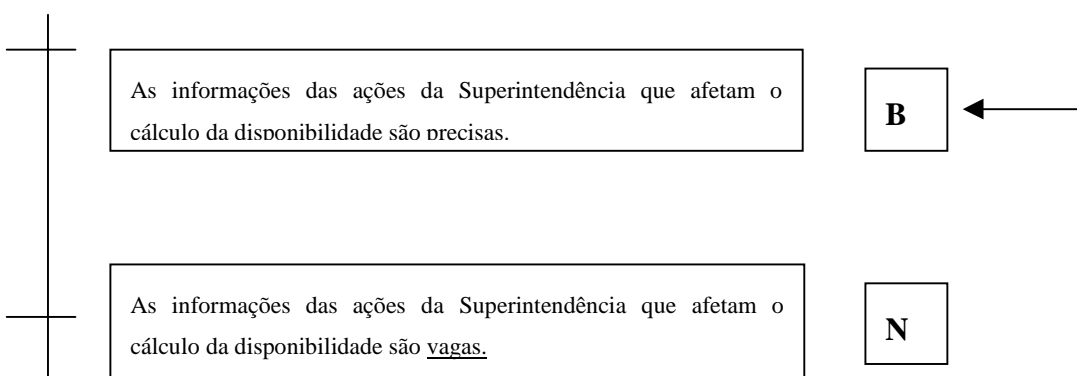 As informações das ações da Superintendência que afetam o
cálculo da disponibilidade são precisas.
B
As informações das ações da Superintendência que afetam o
cálculo da disponibilidade são vagas.
N